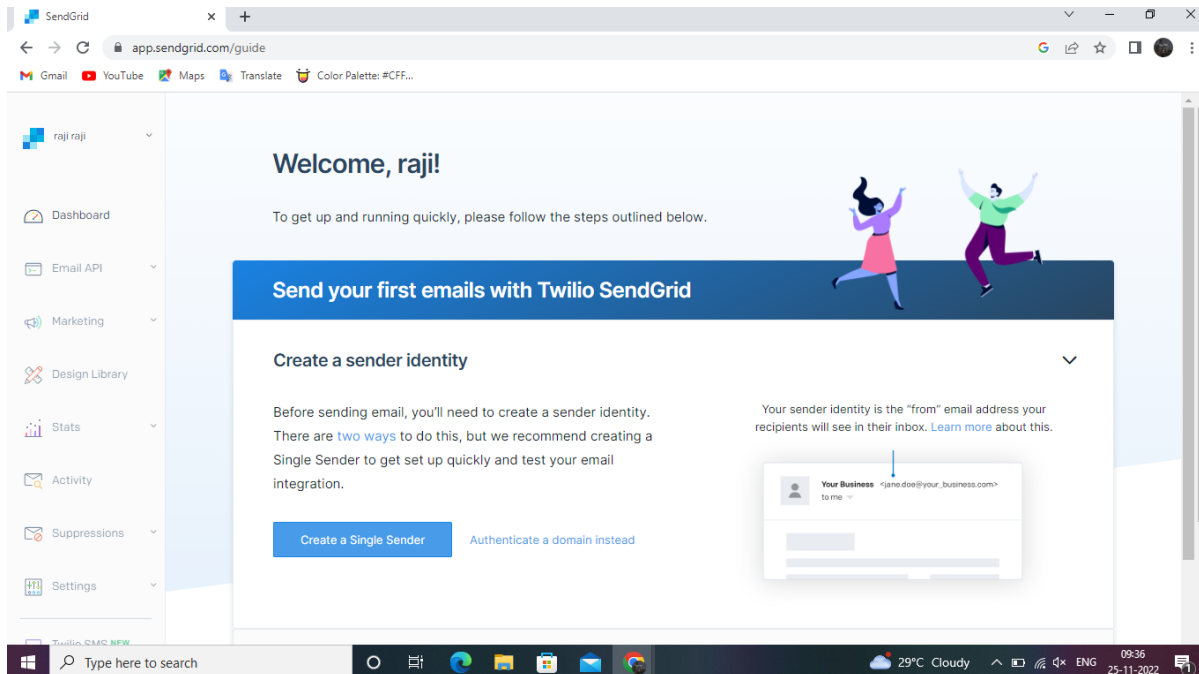 SendGrid
app.sendgrid.com/guide
Gmail YouTube Maps Translate Color Palette: #CFF...
raji raji
Dashboard
Email API
Marketing
Design Library
Stats
Activity
Suppressions
Settings
Twilio SMS NEW
Welcome, raji!
To get up and running quickly, please follow the steps outlined below.
Send your first emails with Twilio SendGrid
Create a sender identity
Before sending email, you'll need to create a sender identity.
There are two ways to do this, but we recommend creating a
Single Sender to get set up quickly and test your email
integration.
Create a Single Sender
Authenticate a domain instead
Your sender identity is the "from" email address your
recipients will see in their inbox. Learn more about this.
Your Business <jane.doe@your_business.com>
to me
Type here to search
29°C Cloudy
ENG
09:36
25-11-2022
1